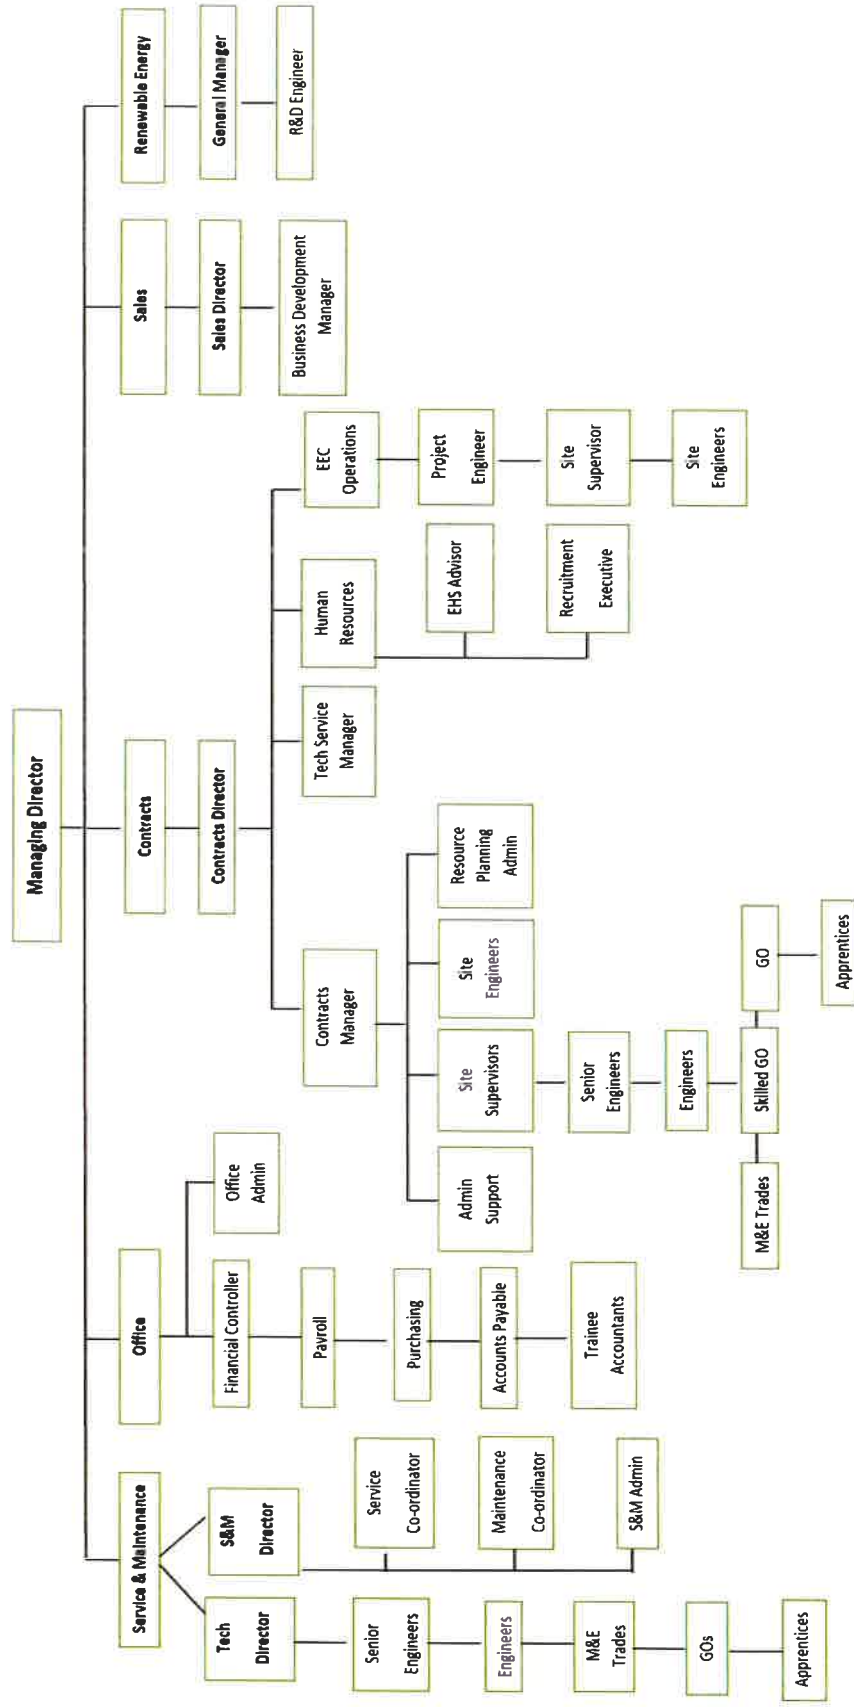 Managing Director
Service & Maintenance
Office
Contracts
Sales
Renewable Energy
Tech
Director
S&M
Director
Financial Controller
Office
Admin
Contracts Director
Sales Director
General Manager
Senior
Engineers
Service
Co-ordinator
Payroll
Contracts
Manager
Tech Service
Manager
Human
Resources
EEC
Operations
Business Development
Manager
R&D Engineer
Engineers
Maintenance
Co-ordinator
Purchasing
Admin
Support
Site
Supervisors
Site
Engineers
Resource
Planning
Admin
EHS Advisor
Project
Engineer
M&E
Trades
S&M Admin
Accounts Payable
Senior
Engineers
Recruitment
Executive
Site
Supervisor
GOs
Trainee
Accountants
Engineers
Site
Engineers
Apprentices
M&E Trades
Skilled GO
GO
Apprentices